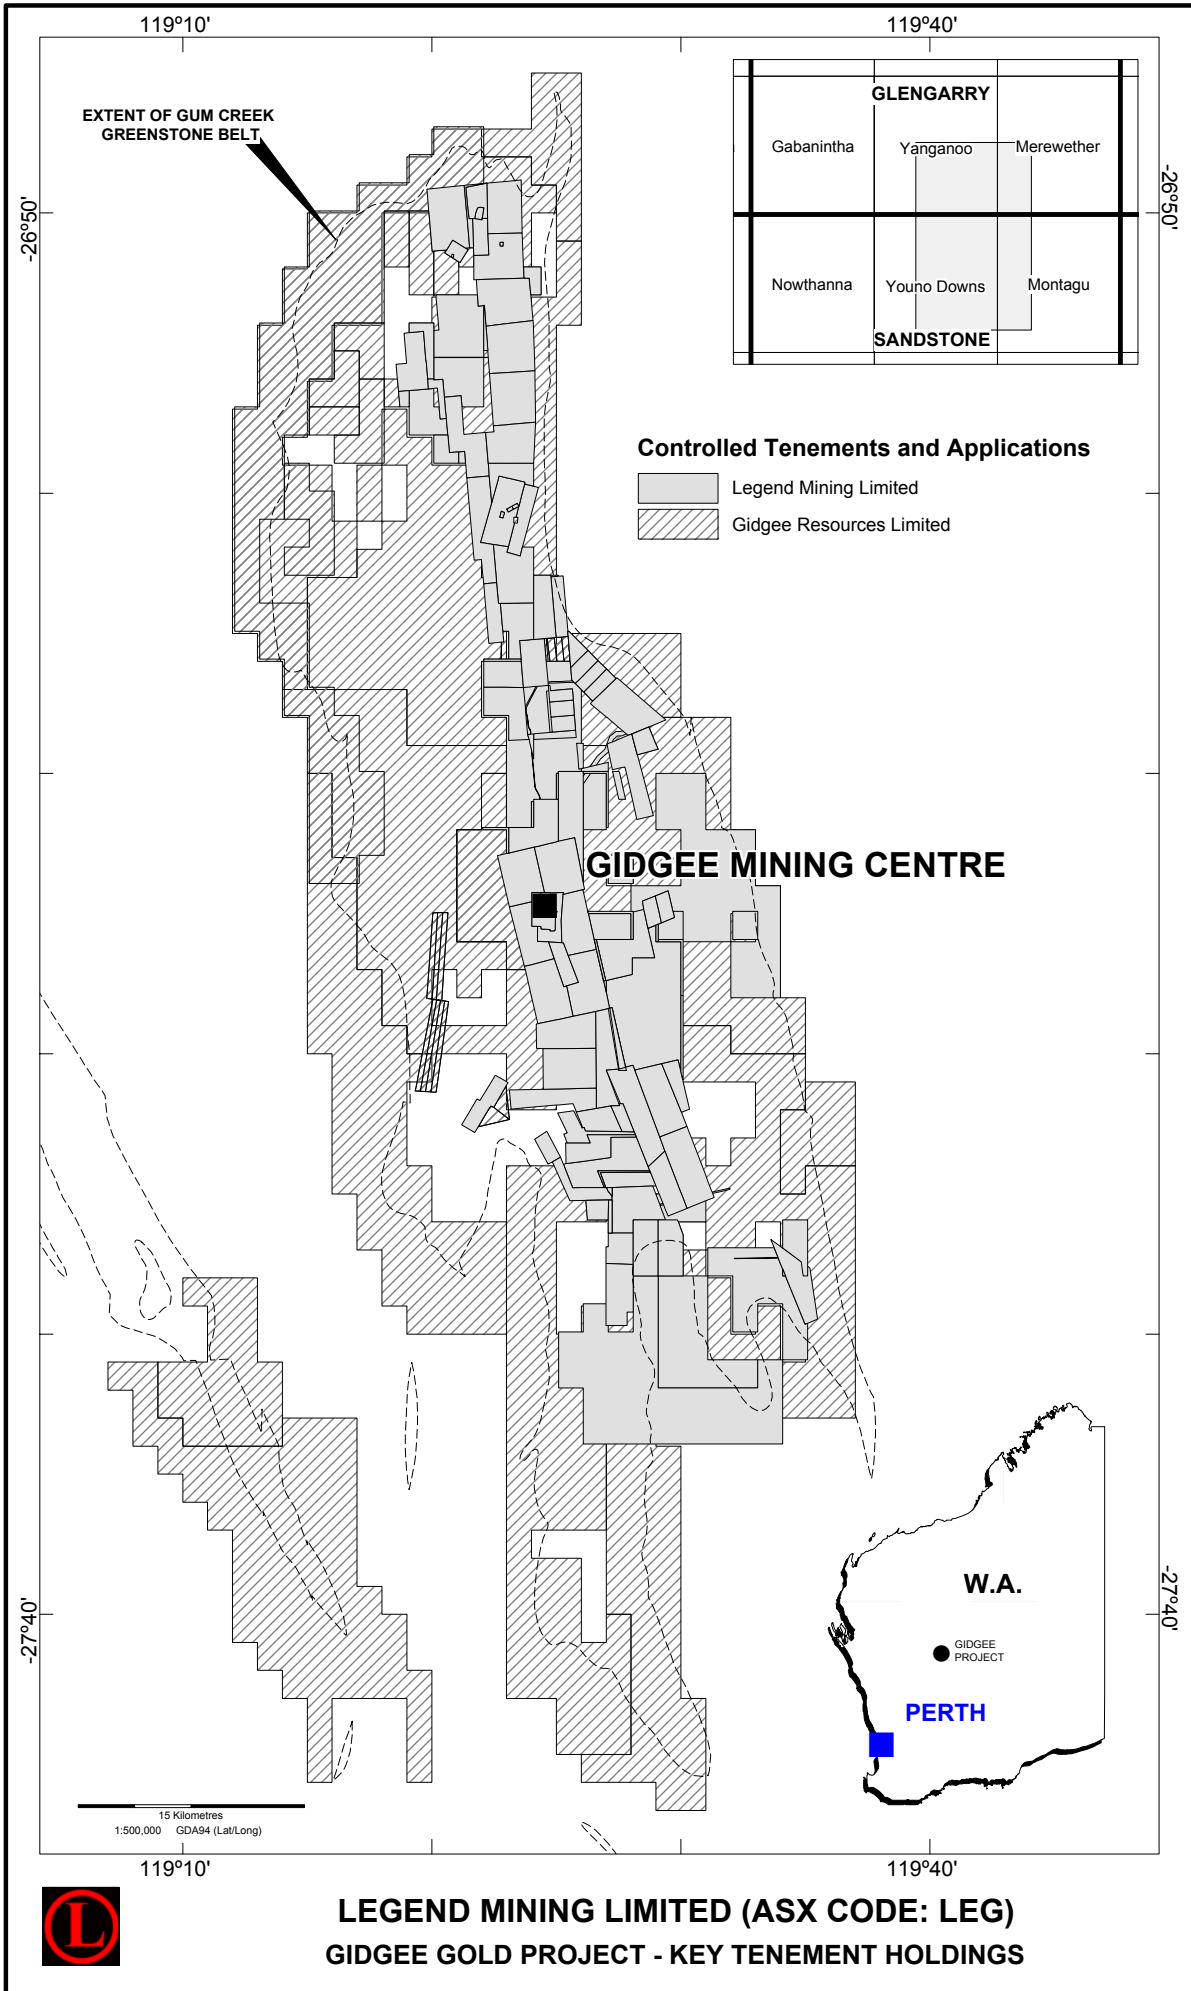 119º10'
119º40'
EXTENT OF GUM CREEK
GREENSTONE BELT
GLENGARRY
Gabanintha
Yanganoo
Merewether
Nowthanna
Youno Downs
Montagu
SANDSTONE
-26º50'
-26º50'
Controlled Tenements and Applications
Legend Mining Limited
Gidgee Resources Limited
GIDGEE MINING CENTRE
W.A.
GIDGEE
PROJECT
PERTH
-27º40'
-27º40'
15 Kilometres
1:500,000 GDA94 (Lat/Long)
119º10'
119º40'
L
LEGEND MINING LIMITED (ASX CODE: LEG)
GIDGEE GOLD PROJECT - KEY TENEMENT HOLDINGS